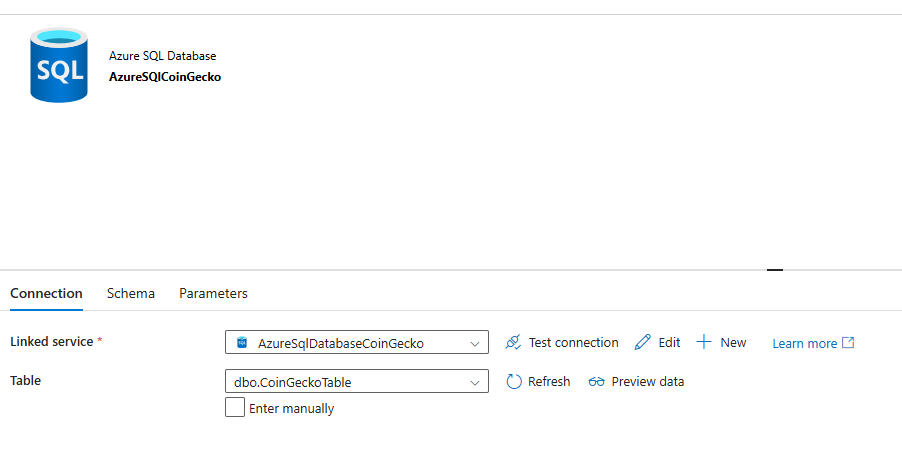 SQL
Azure SQL Database
AzureSQlCoinGecko
Connection Schema Parameters
Linked service * AzureSqlDatabaseCoinGecko Test connection Edit New Learn more
Table dbo.CoinGeckoTable Refresh Preview data
Enter manually